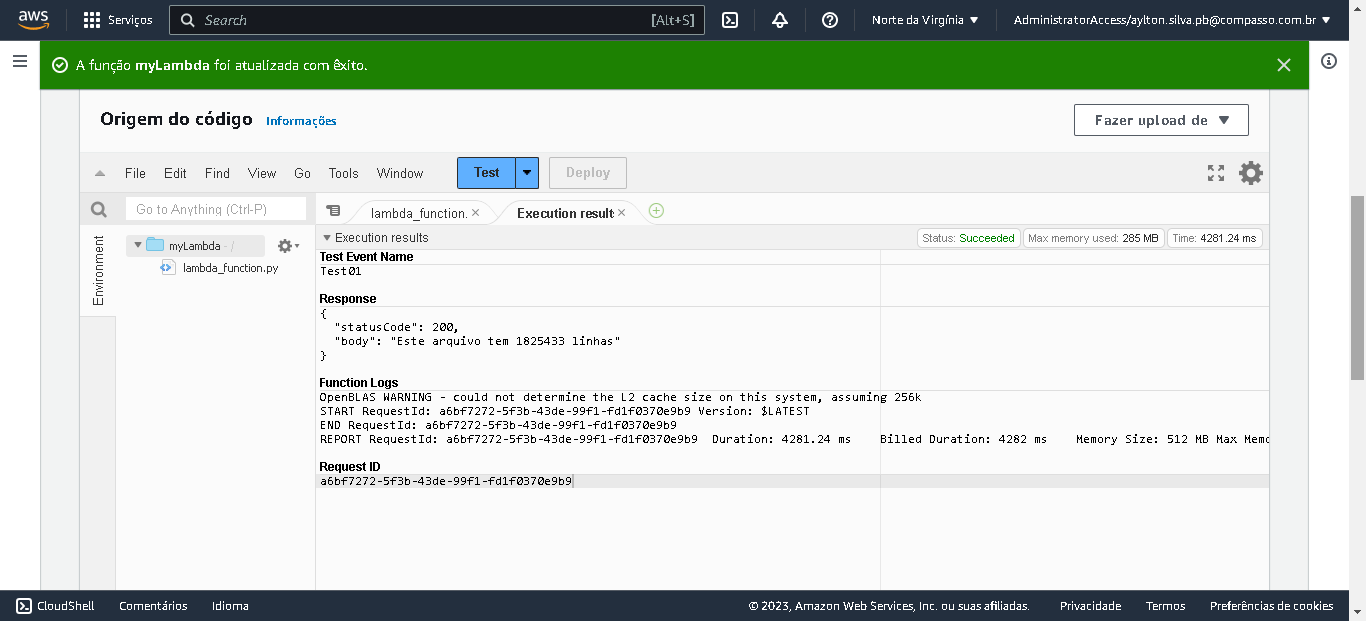 aws
Serviços
Search
[Alt+S]
Norte da Virgínia
AdministratorAccess/aylton.silva.pb@compasso.com.br
A função myLambda foi atualizada com êxito.
Origem do código
Informações
Fazer upload de
File Edit Find View Go Tools Window
Test
Deploy
Go to Anything (Ctrl-P)
lambda_function.
Execution result
Environment
myLambda - /
lambda_function.py
Execution results
Status: Succeeded
Max memory used: 285 MB
Time: 4281.24 ms
Test Event Name
Test01
Response
{
"statusCode": 200,
"body": "Este arquivo tem 1825433 linhas"
}
Function Logs
OpenBLAS WARNING - could not determine the L2 cache size on this system, assuming 256k
START RequestId: a6bf7272-5f3b-43de-99f1-fd1f0370e9b9 Version: $LATEST
END RequestId: a6bf7272-5f3b-43de-99f1-fd1f0370e9b9
REPORT RequestId: a6bf7272-5f3b-43de-99f1-fd1f0370e9b9 Duration: 4281.24 ms Billed Duration: 4282 ms Memory Size: 512 MB Max Memo
Request ID
a6bf7272-5f3b-43de-99f1-fd1f0370e9b9
CloudShell
Comentários
Idioma
© 2023, Amazon Web Services, Inc. ou suas afiliadas.
Privacidade
Termos
Preferências de cookies